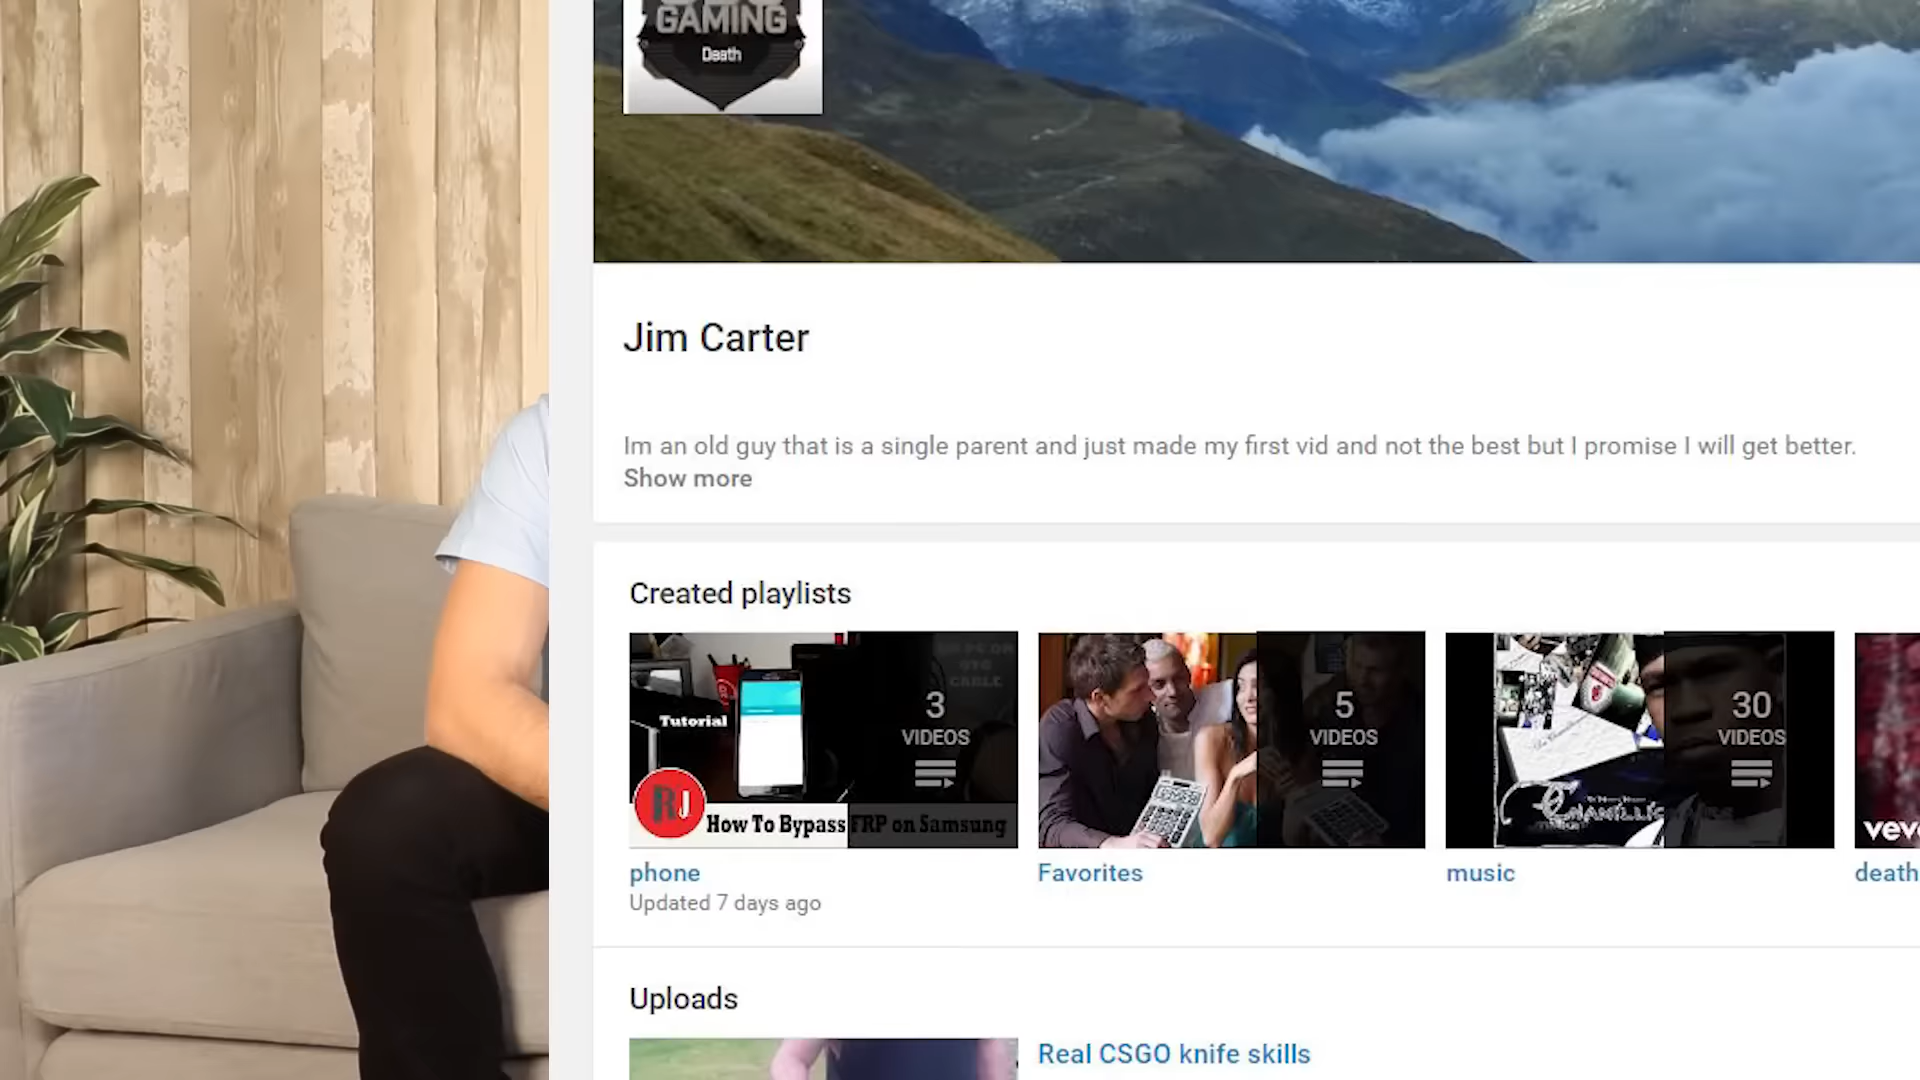 GAMING
Death
Jim Carter
Im an old guy that is a single parent and just made my first vid and not the best but I promise I will get better.
Show more
Created playlists
Tutorial
RJ
How To Bypass FRP on Samsung
3
VIDEOS
5
VIDEOS
30
VIDEOS
phone
Updated 7 days ago
Favorites
music
death
Uploads
Real CSGO knife skills